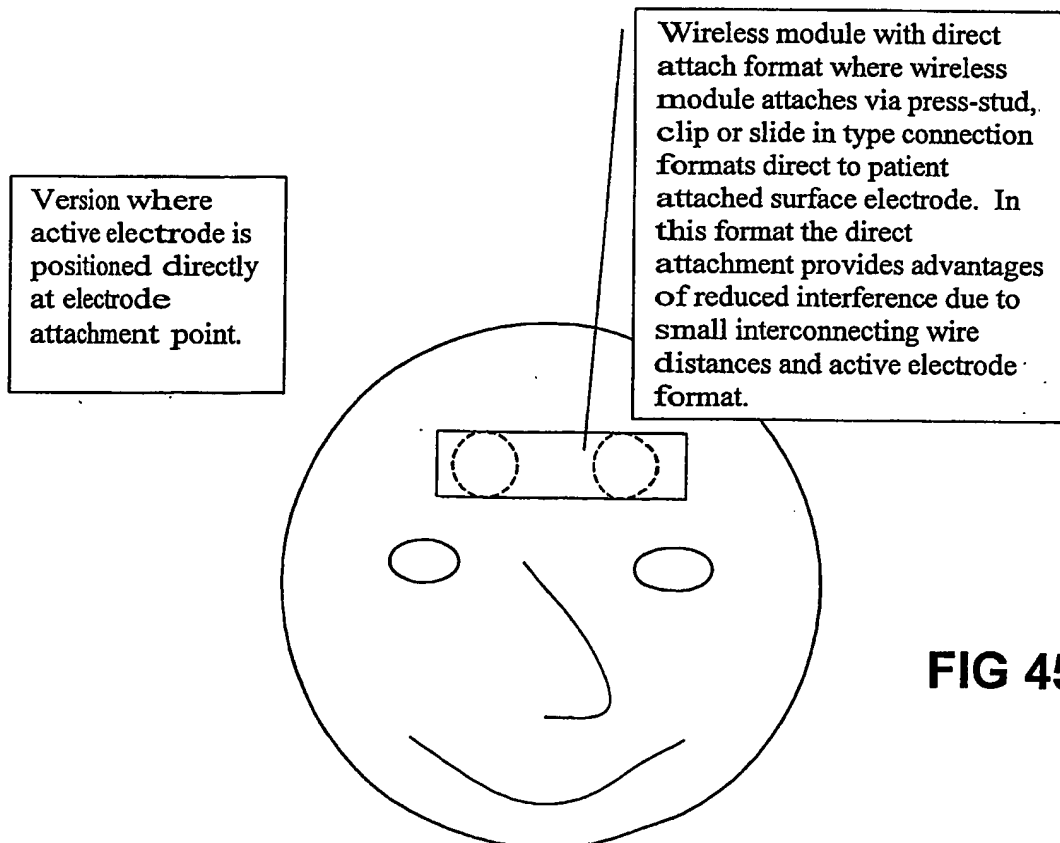 Version where
active electrode is
positioned directly
at electrode
attachment point.
Wireless module with direct
attach format where wireless
module attaches via press-stud,
clip or slide in type connection
formats direct to patient
attached surface electrode. In
this format the direct
attachment provides advantages
of reduced interference due to
small interconnecting wire
distances and active electrode
format.
FIG 45